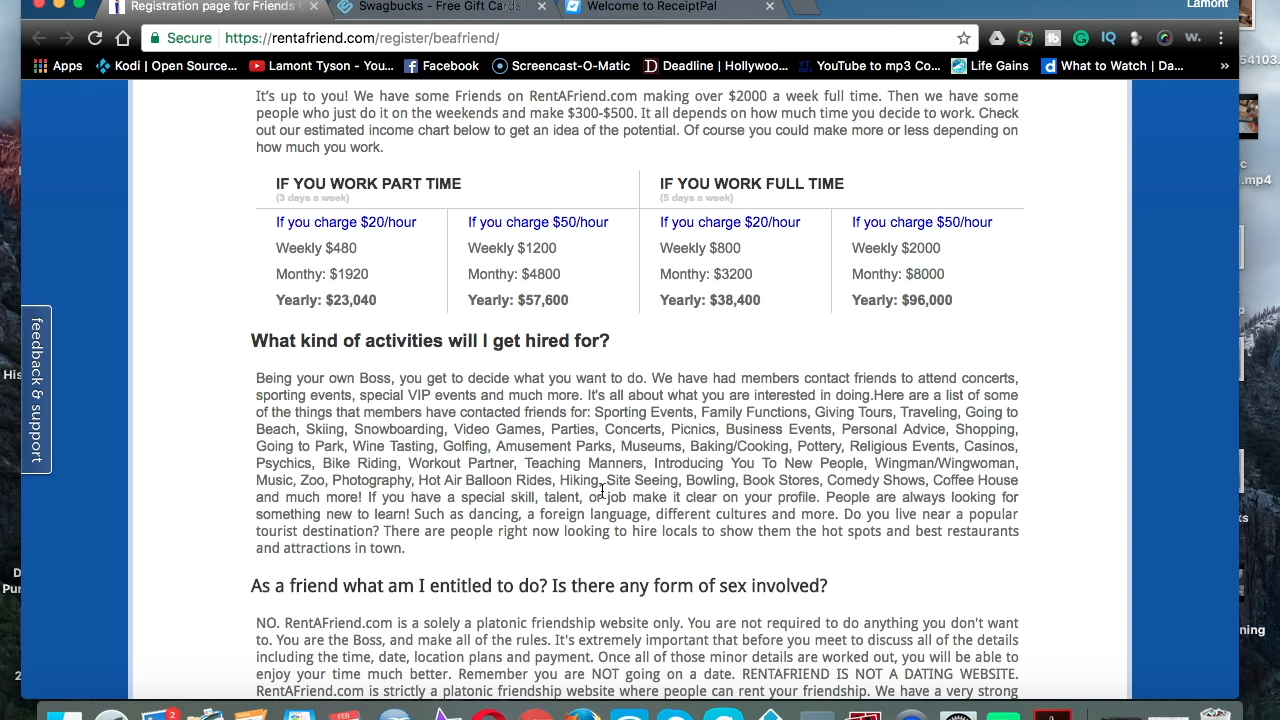 Registration page for Friends
Swagbucks - Free Gift Cards
Welcome to ReceiptPal
Lamont
Secure
https://rentafriend.com/register/beafriend/
Apps
Kodi | Open Source...
Lamont Tyson - You...
Facebook
Screencast-O-Matic
Deadline | Hollywoo...
YouTube to mp3 Co...
Life Gains
What to Watch | Da...
»
It's up to you! We have some Friends on RentAFriend.com making over $2000 a week full time. Then we have some
people who just do it on the weekends and make $300-$500. It all depends on how much time you decide to work. Check
out our estimated income chart below to get an idea of the potential. Of course you could make more or less depending on
how much you work.
IF YOU WORK PART TIME
(3 days a week)
IF YOU WORK FULL TIME
(5 days a week)
If you charge $20/hour
If you charge $50/hour
If you charge $20/hour
If you charge $50/hour
Weekly $480
Weekly $1200
Weekly $800
Weekly $2000
Monthy: $1920
Monthy: $4800
Monthy: $3200
Monthy: $8000
Yearly: $23,040
Yearly: $57,600
Yearly: $38,400
Yearly: $96,000
What kind of activities will I get hired for?
Being your own Boss, you get to decide what you want to do. We have had members contact friends to attend concerts,
sporting events, special VIP events and much more. It's all about what you are interested in doing.Here are a list of some
of the things that members have contacted friends for: Sporting Events, Family Functions, Giving Tours, Traveling, Going to
Beach, Skiing, Snowboarding, Video Games, Parties, Concerts, Picnics, Business Events, Personal Advice, Shopping,
Going to Park, Wine Tasting, Golfing, Amusement Parks, Museums, Baking/Cooking, Pottery, Religious Events, Casinos,
Psychics, Bike Riding, Workout Partner, Teaching Manners, Introducing You To New People, Wingman/Wingwoman,
Music, Zoo, Photography, Hot Air Balloon Rides, Hiking, Site Seeing, Bowling, Book Stores, Comedy Shows, Coffee House
and much more! If you have a special skill, talent, or job make it clear on your profile. People are always looking for
something new to learn! Such as dancing, a foreign language, different cultures and more. Do you live near a popular
tourist destination? There are people right now looking to hire locals to show them the hot spots and best restaurants
and attractions in town.
As a friend what am I entitled to do? Is there any form of sex involved?
NO. RentAFriend.com is a solely a platonic friendship website only. You are not required to do anything you don't want
to. You are the Boss, and make all of the rules. It's extremely important that before you meet to discuss all of the details
including the time, date, location plans and payment. Once all of those minor details are worked out, you will be able to
enjoy your time much better. Remember you are NOT going on a date. RENTAFRIEND IS NOT A DATING WEBSITE.
RentAFriend.com is strictly a platonic friendship website where people can rent your friendship. We have a very strong
feedback & support
54103.
.mp4
FEB
2